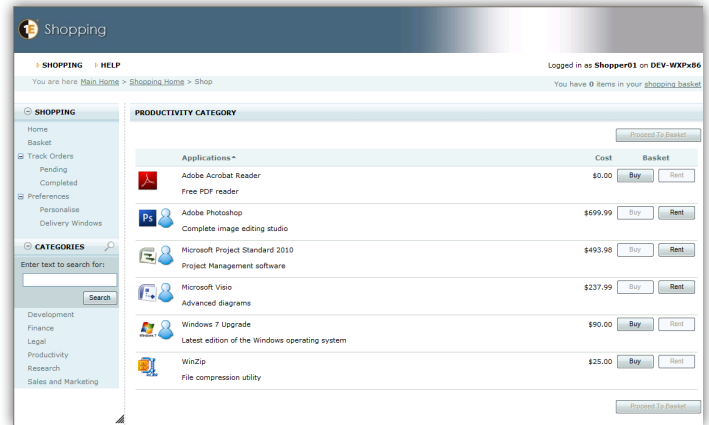 1E Shopping
SHOPPING HELP
Logged in as Shopper01 on DEV-WXPx86
You are here Main Home > Shopping Home > Shop
You have 0 items in your shopping basket
SHOPPING
Home
Basket
Track Orders
Pending
Completed
Preferences
Personalise
Delivery Windows
CATEGORIES
Enter text to search for:
Search
Development
Finance
Legal
Productivity
Research
Sales and Marketing
PRODUCTIVITY CATEGORY
Proceed To Basket
Applications Cost Basket
Adobe Acrobat Reader $0.00 Buy Rent
Free PDF reader
Ps Adobe Photoshop $699.99 Buy Rent
Complete image editing studio
Microsoft Project Standard 2010 $493.98 Buy Rent
Project Management software
Microsoft Visio $237.99 Buy Rent
Advanced diagrams
Windows 7 Upgrade $90.00 Buy Rent
Latest edition of the Windows operating system
WinZip $25.00 Buy Rent
File compression utility
Proceed To Basket